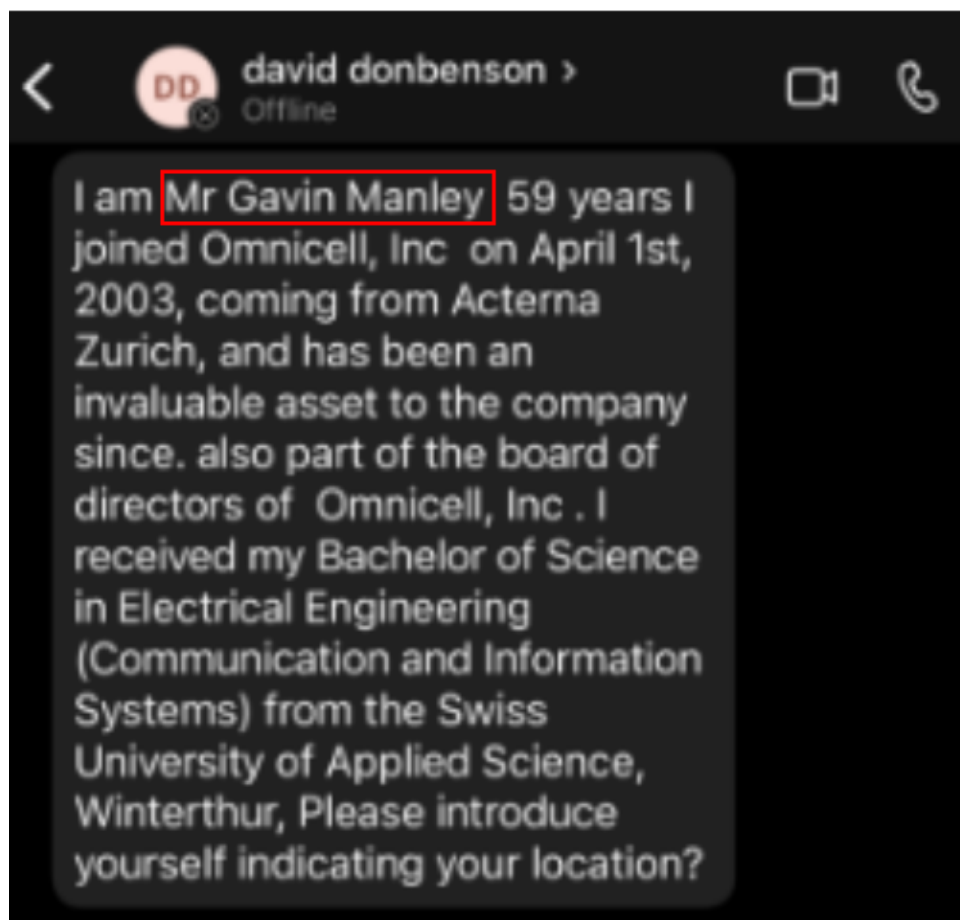 david donbenson >
DD
Offline
I am Mr Gavin Manley 59 years I
joined Omnicell, Inc on April 1st,
2003, coming from Acterna
Zurich, and has been an
invaluable asset to the company
since. also part of the board of
directors of Omnicell, Inc . I
received my Bachelor of Science
in Electrical Engineering
(Communication and Information
Systems) from the Swiss
University of Applied Science,
Winterthur, Please introduce
yourself indicating your location?